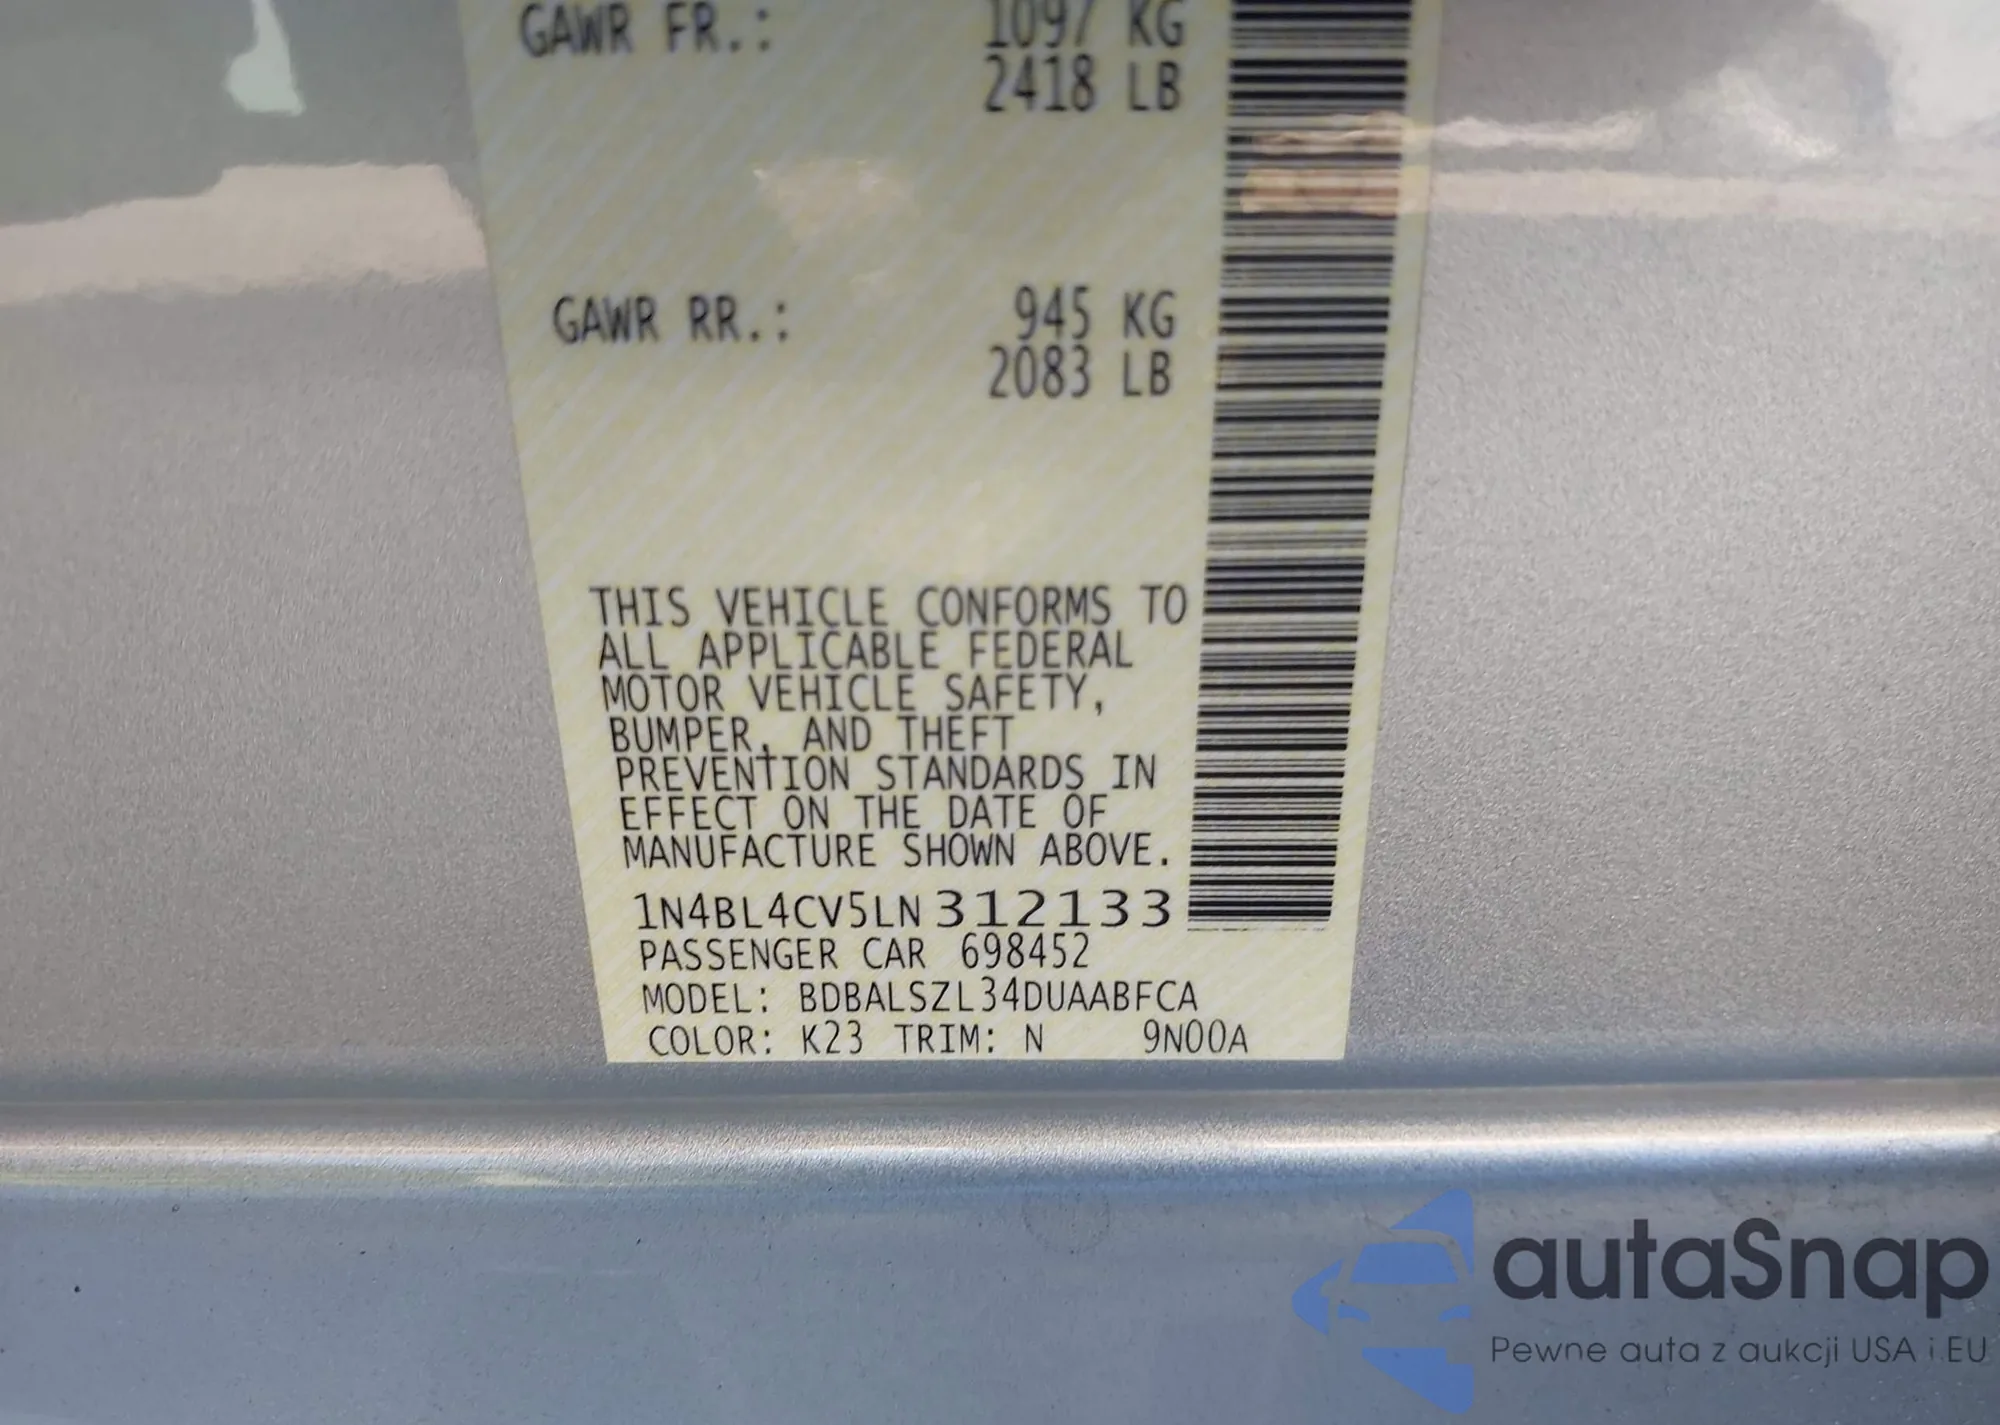 GAWR FR.: 1097 KG
2418 LB
GAWR RR.: 945 KG
2083 LB
THIS VEHICLE CONFORMS TO
ALL APPLICABLE FEDERAL
MOTOR VEHICLE SAFETY,
BUMPER, AND THEFT
PREVENTION STANDARDS IN
EFFECT ON THE DATE OF
MANUFACTURE SHOWN ABOVE.
1N4BL4CV5LN312133
PASSENGER CAR 698452
MODEL: BDBALSZL34DUAABFCA
COLOR: K23 TRIM: N 9N00A
autaSnap
Pewne auta z aukcji USA i EU